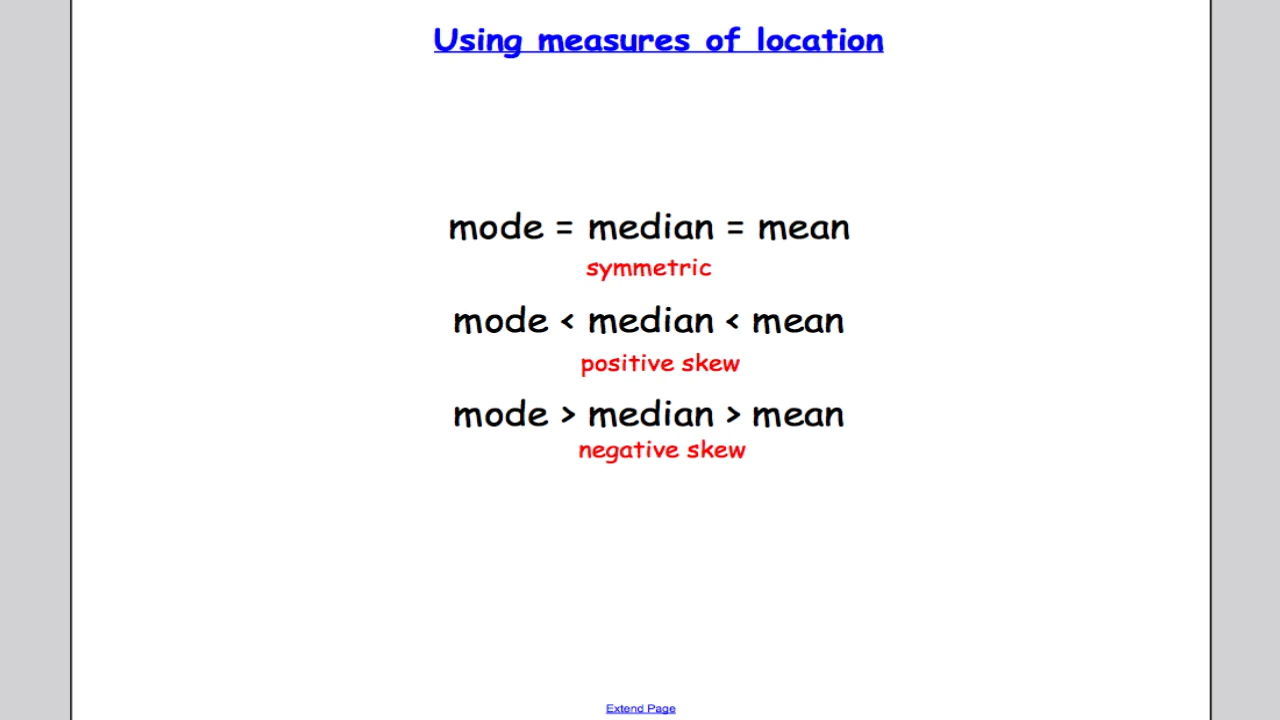 Using measures of location
mode = median = mean
symmetric
mode < median < mean
positive skew
mode > median > mean
negative skew
Extend Page